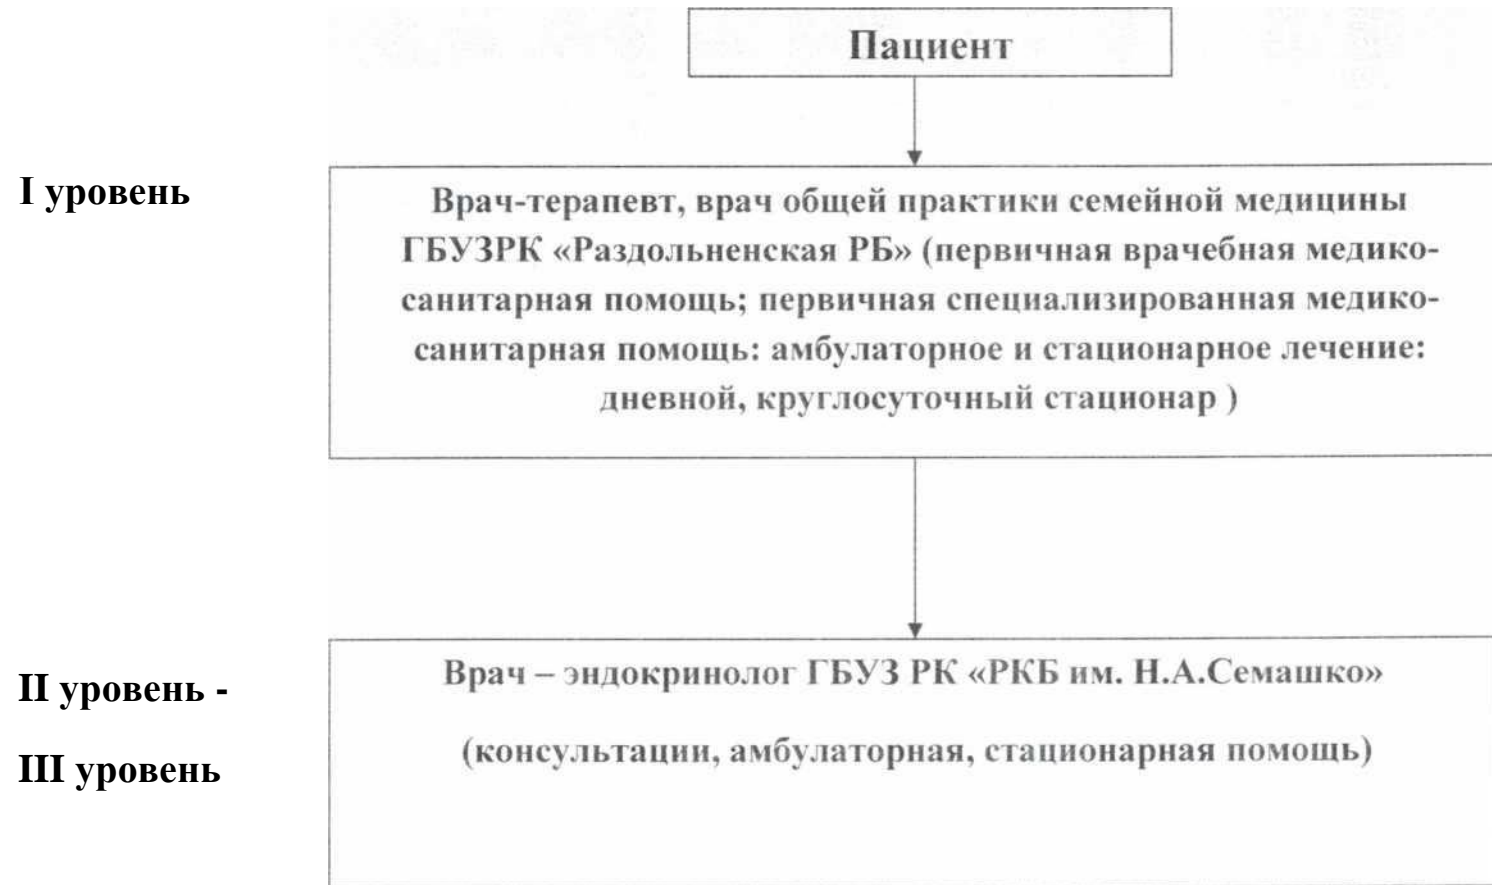 Пациент
I уровень
Врач-терапевт, врач общей практики семейной медицины
ГБУЗРК «Раздольненская РБ» (первичная врачебная медико-
санитарная помощь; первичная специализированная медико-
санитарная помощь: амбулаторное и стационарное лечение:
дневной, круглосуточный стационар )
II уровень -
III уровень
Врач – эндокринолог ГБУЗ РК «РКБ им. Н.А.Семашко»
(консультации, амбулаторная, стационарная помощь)